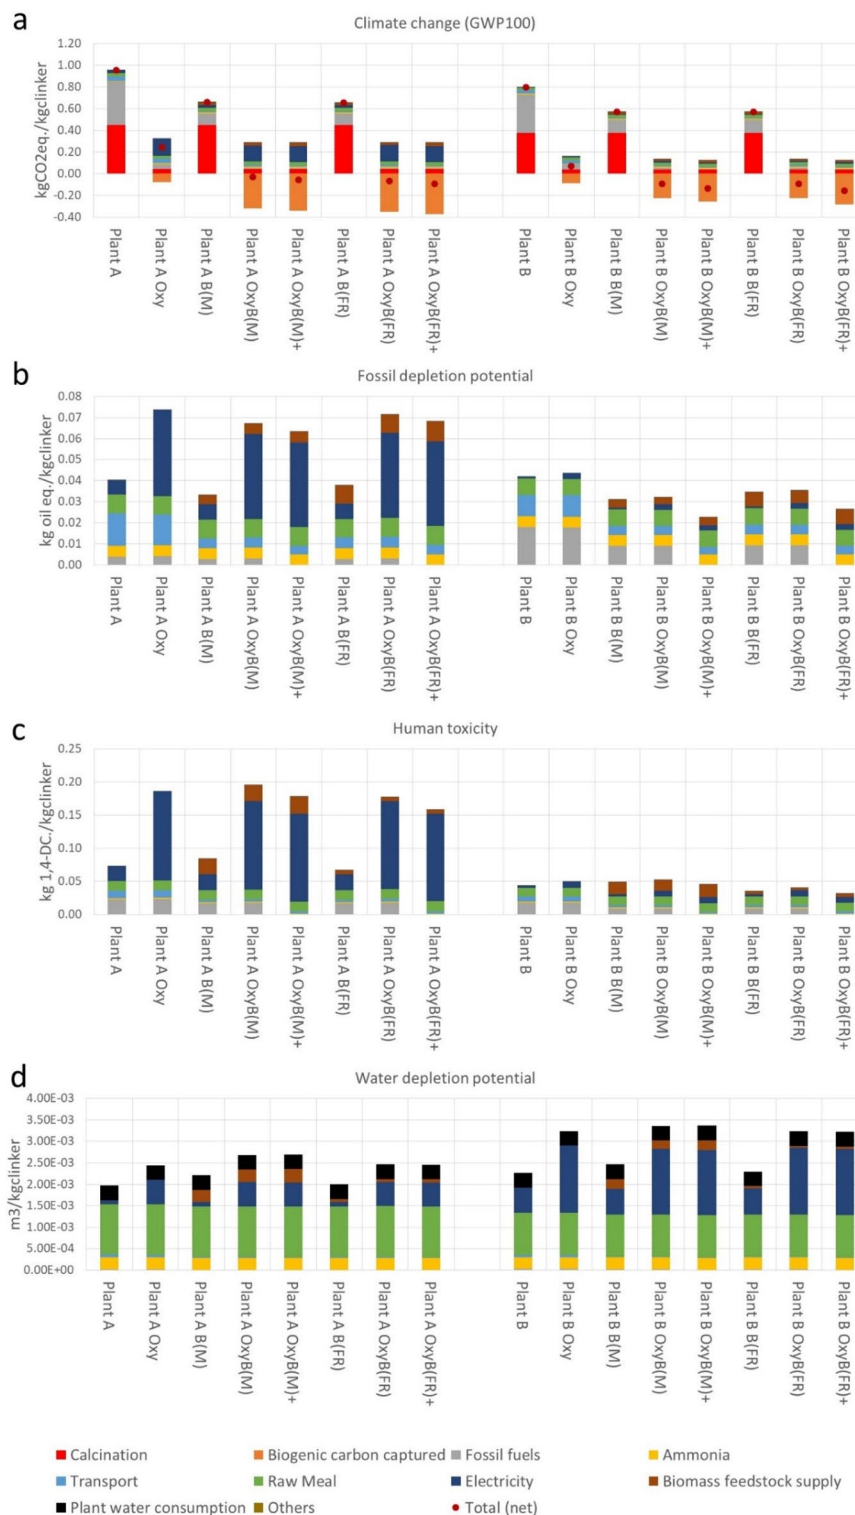 a
Climate change (GWP100)
kgCO2eq./kgclinker
1.20
1.00
0.80
0.60
0.40
0.20
0.00
-0.20
-0.40
Plant A
Plant A Oxy
Plant A B(M)
Plant A OxyB(M)
Plant A OxyB(M)+
Plant A B(FR)
Plant A OxyB(FR)
Plant A OxyB(FR)+
Plant B
Plant B Oxy
Plant B B(M)
Plant B OxyB(M)
Plant B OxyB(M)+
Plant B B(FR)
Plant B OxyB(FR)
Plant B OxyB(FR)+
b
Fossil depletion potential
kg oil eq./kgclinker
0.08
0.07
0.06
0.05
0.04
0.03
0.02
0.01
0.00
Plant A
Plant A Oxy
Plant A B(M)
Plant A OxyB(M)
Plant A OxyB(M)+
Plant A B(FR)
Plant A OxyB(FR)
Plant A OxyB(FR)+
Plant B
Plant B Oxy
Plant B B(M)
Plant B OxyB(M)
Plant B OxyB(M)+
Plant B B(FR)
Plant B OxyB(FR)
Plant B OxyB(FR)+
c
Human toxicity
kg 1,4-DC./kgclinker
0.25
0.20
0.15
0.10
0.05
0.00
Plant A
Plant A Oxy
Plant A B(M)
Plant A OxyB(M)
Plant A OxyB(M)+
Plant A B(FR)
Plant A OxyB(FR)
Plant A OxyB(FR)+
Plant B
Plant B Oxy
Plant B B(M)
Plant B OxyB(M)
Plant B OxyB(M)+
Plant B B(FR)
Plant B OxyB(FR)
Plant B OxyB(FR)+
d
Water depletion potential
m3/kgclinker
4.00E-03
3.50E-03
3.00E-03
2.50E-03
2.00E-03
1.50E-03
1.00E-03
5.00E-04
0.00E+00
Plant A
Plant A Oxy
Plant A B(M)
Plant A OxyB(M)
Plant A OxyB(M)+
Plant A B(FR)
Plant A OxyB(FR)
Plant A OxyB(FR)+
Plant B
Plant B Oxy
Plant B B(M)
Plant B OxyB(M)
Plant B OxyB(M)+
Plant B B(FR)
Plant B OxyB(FR)
Plant B OxyB(FR)+
Calcination
Biogenic carbon captured
Fossil fuels
Ammonia
Transport
Raw Meal
Electricity
Biomass feedstock supply
Plant water consumption
Others
Total (net)